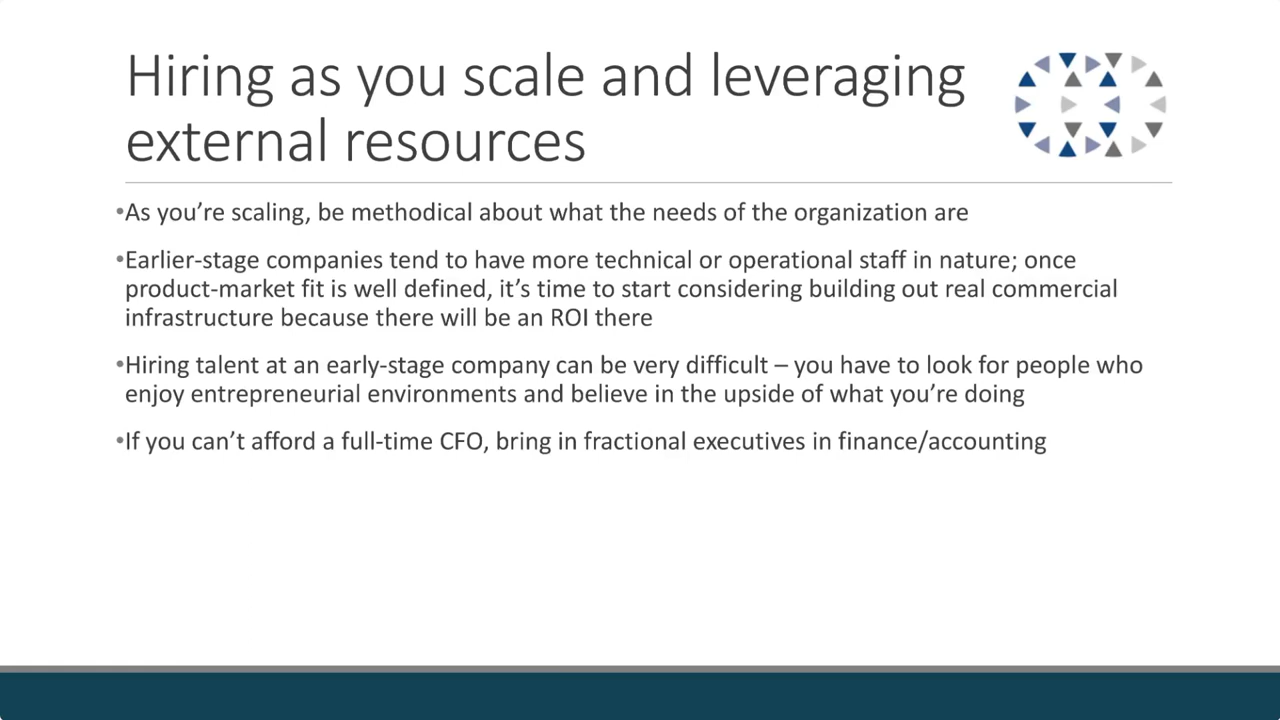 Hiring as you scale and leveraging
external resources
•As you’re scaling, be methodical about what the needs of the organization are
•Earlier-stage companies tend to have more technical or operational staff in nature; once
product-market fit is well defined, it’s time to start considering building out real commercial
infrastructure because there will be an ROI there
•Hiring talent at an early-stage company can be very difficult – you have to look for people who
enjoy entrepreneurial environments and believe in the upside of what you’re doing
•If you can’t afford a full-time CFO, bring in fractional executives in finance/accounting